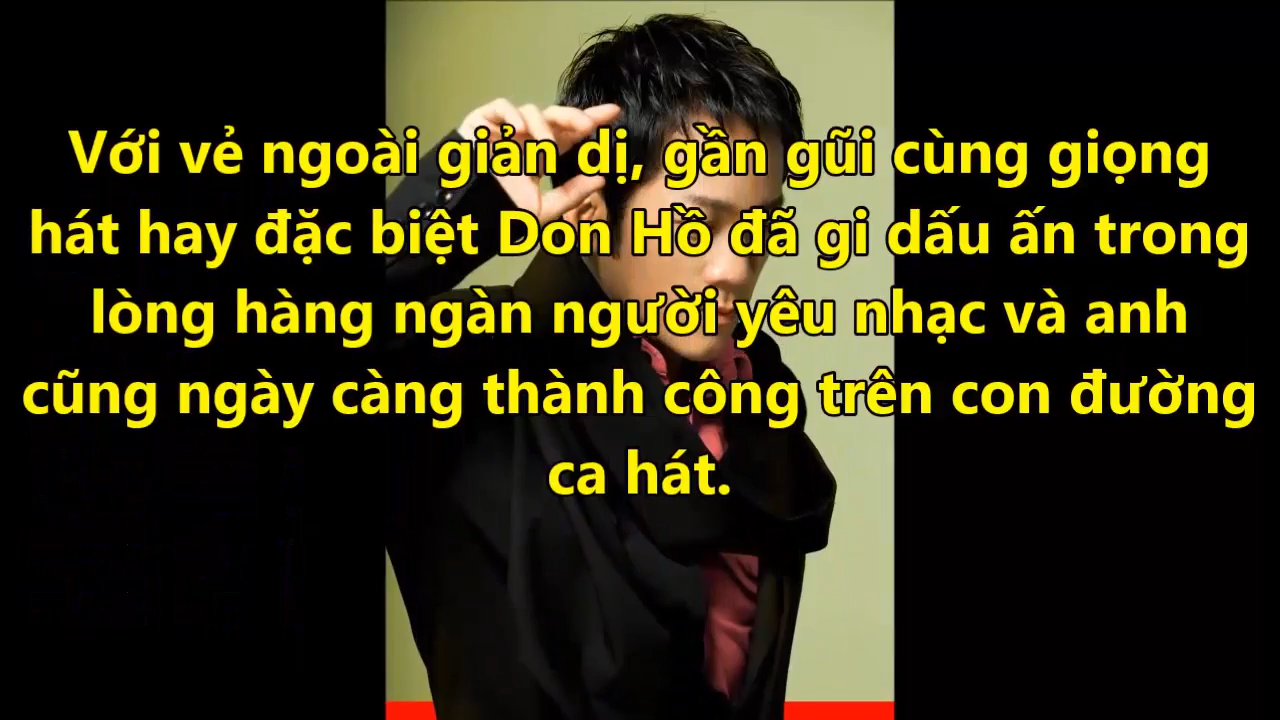 Với vẻ ngoài giản dị, gần gũi cùng giọng
hát hay đặc biệt Don Hồ đã gi dấu ấn trong
lòng hàng ngàn người yêu nhạc và anh
cũng ngày càng thành công trên con đường
ca hát.